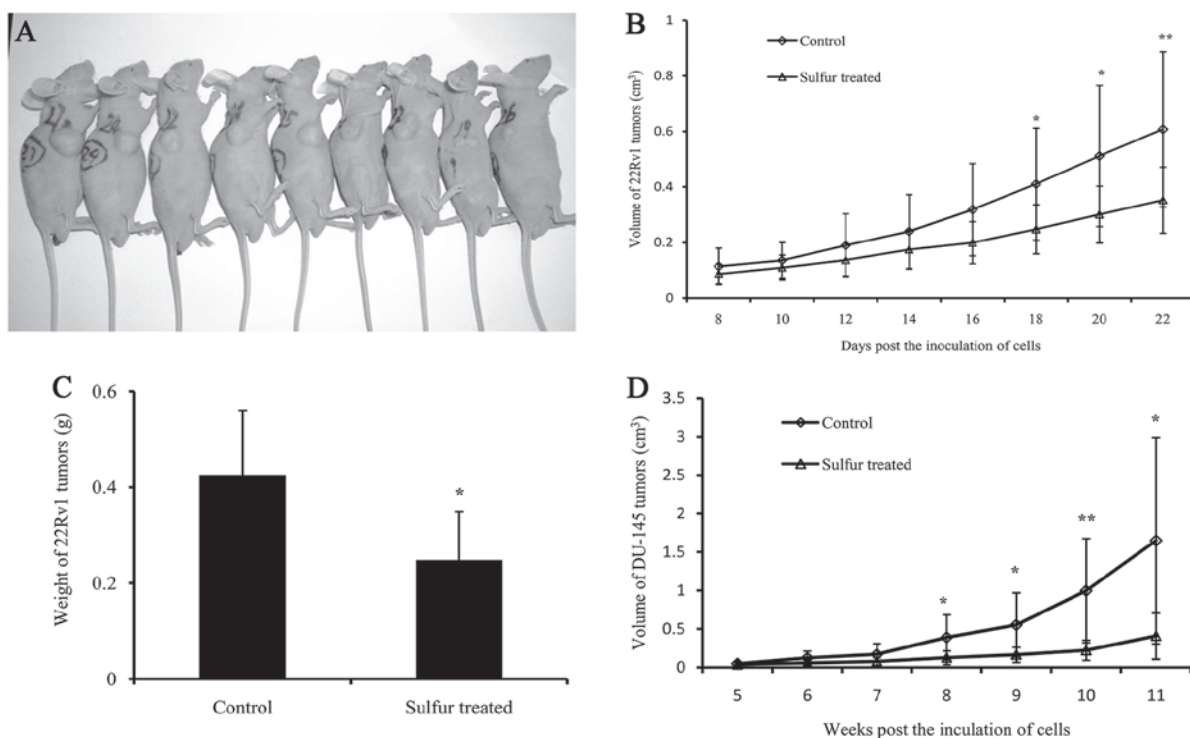 A
B
Control
Sulfur treated
Volume of 22Rv1 tumors (cm³)
1
0.8
0.6
0.4
0.2
0
*
*
**
8 10 12 14 16 18 20 22
Days post the inoculation of cells
C
Weight of 22Rv1 tumors (g)
0.6
0.4
0.2
0
*
Control Sulfur treated
D
Control
Sulfur treated
Volume of DU-145 tumors (cm³)
3.5
3
2.5
2
1.5
1
0.5
0
*
*
**
*
5 6 7 8 9 10 11
Weeks post the inculation of cells